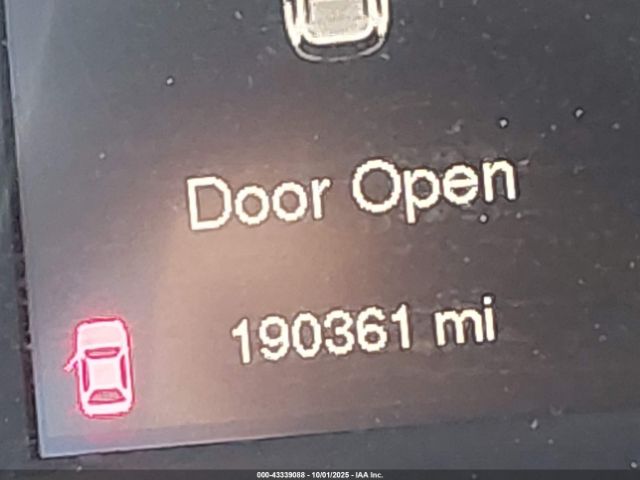 Door Open
190361 mi
000-43339088 - 10/01/2025 - IAA Inc.